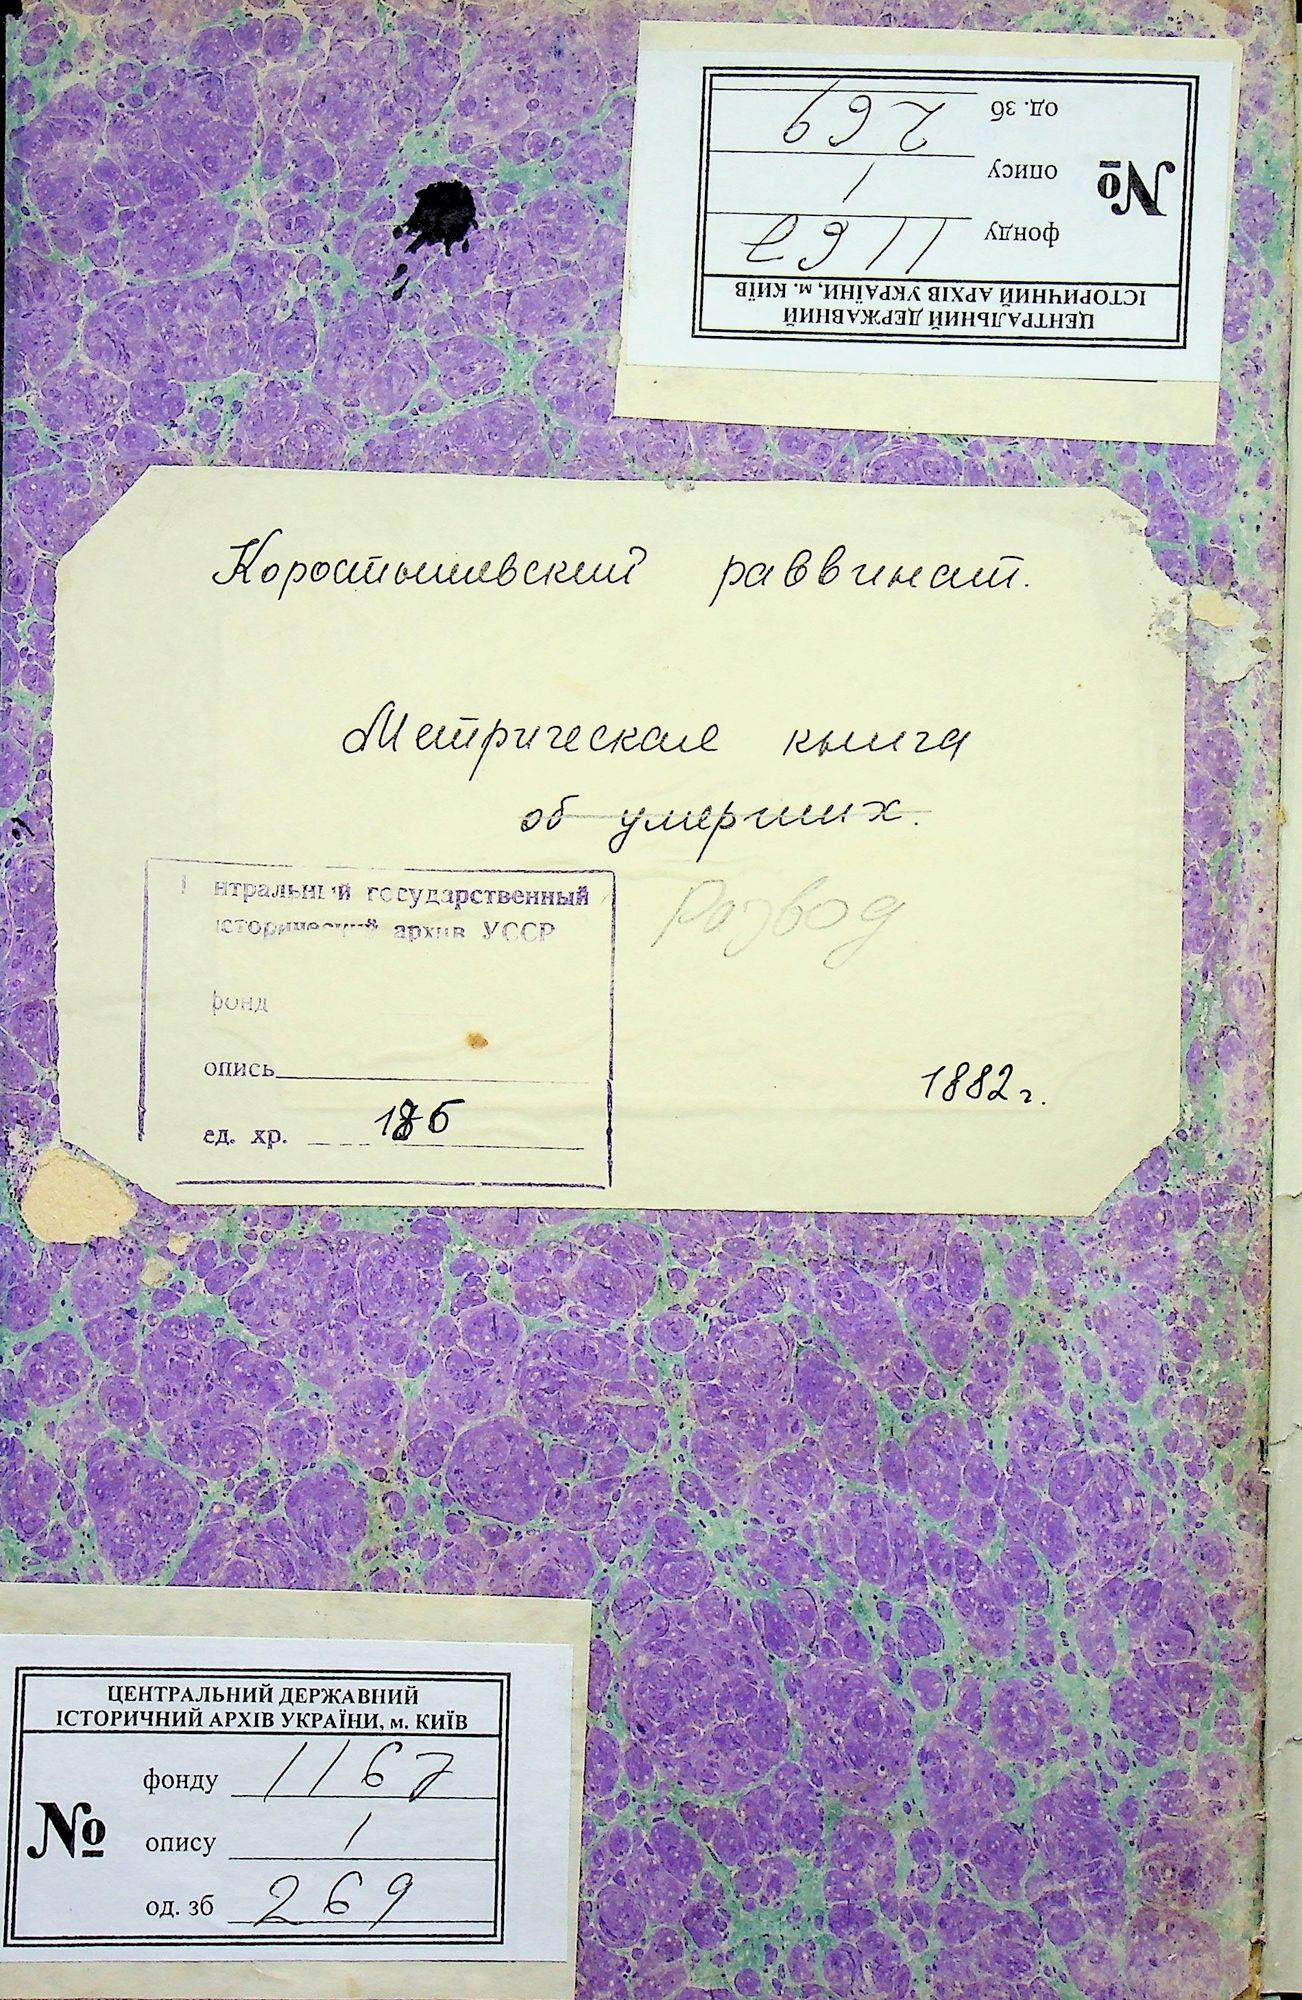 ЦЕНТРАЛЬНИЙ ДЕРЖАВНИЙ
ІСТОРИЧНИЙ АРХІВ УКРАЇНИ, м. КИЇВ
№
фонду 1167
опису 1
од. зб 269
Коростышевский раввинат.
Метрическая книга
об умерших.
Развод
нтральный государственный
исторический архив УССР
фонд
опись
ед. хр. 186
1882 г.
ЦЕНТРАЛЬНИЙ ДЕРЖАВНИЙ
ІСТОРИЧНИЙ АРХІВ УКРАЇНИ, м. КИЇВ
№
фонду 1167
опису 1
од. зб 269